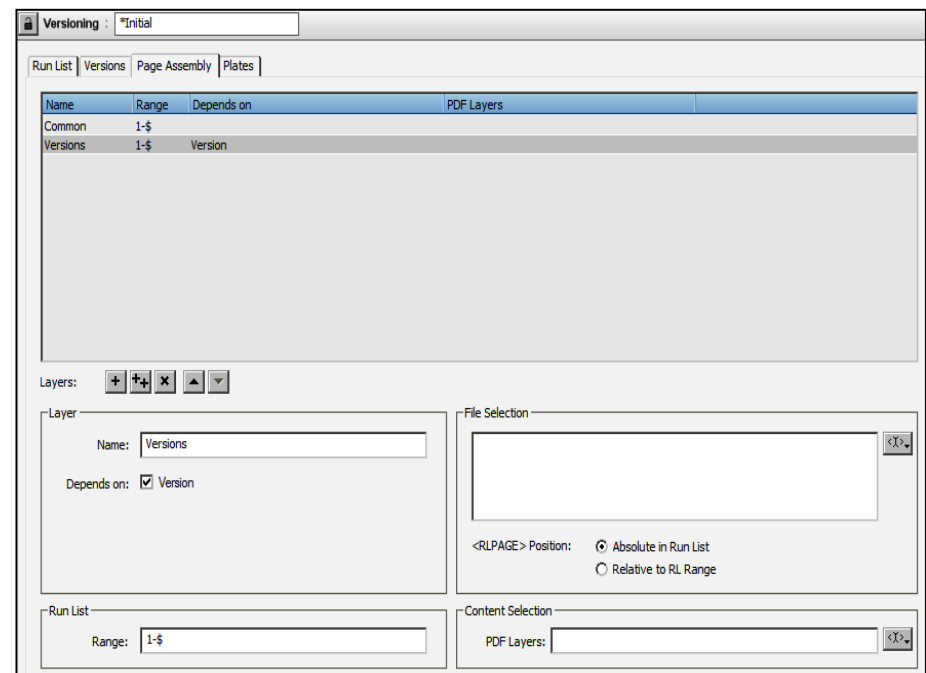 Versioning : *Initial
Run List Versions Page Assembly Plates
Name Range Depends on PDF Layers
Common 1-$
Versions 1-$ Version
Layers:
Layer
Name: Versions
Depends on: Version
File Selection
<RLPAGE> Position: Absolute in Run List
Relative to RL Range
Run List
Range: 1-$
Content Selection
PDF Layers: